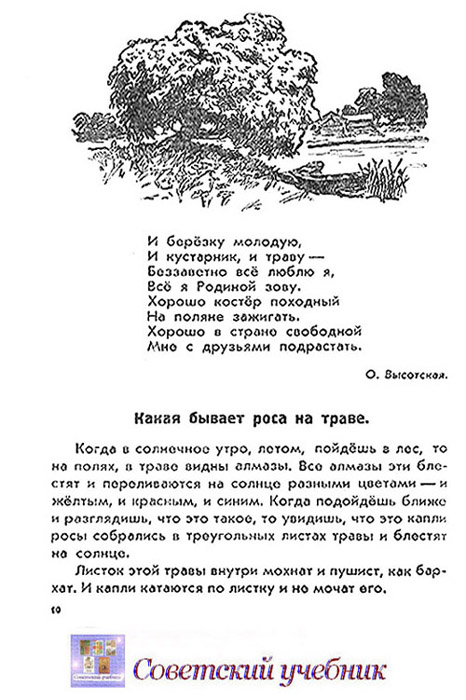 И берёзку молодую,
И кустарник, и траву —
Беззаветно всё люблю я,
Всё я Родиной зову.
Хорошо костёр походный
На поляне зажигать.
Хорошо в стране свободной
Мне с друзьями подрастать.
О. Высотская.
Какая бывает роса на траве.
Когда в солнечное утро, летом, пойдёшь в лес, то
на полях, в траве видны алмазы. Все алмазы эти бле-
стят и переливаются на солнце разными цветами — и
жёлтым, и красным, и синим. Когда подойдёшь ближе
и разглядишь, что это такое, то увидишь, что это капли
росы собрались в треугольных листах травы и блестят
на солнце.
Листок этой травы внутри мохнат и пушист, как бар-
хат. И капли катаются по листку и не мочат его.
10
Советский учебник
Советский учебник